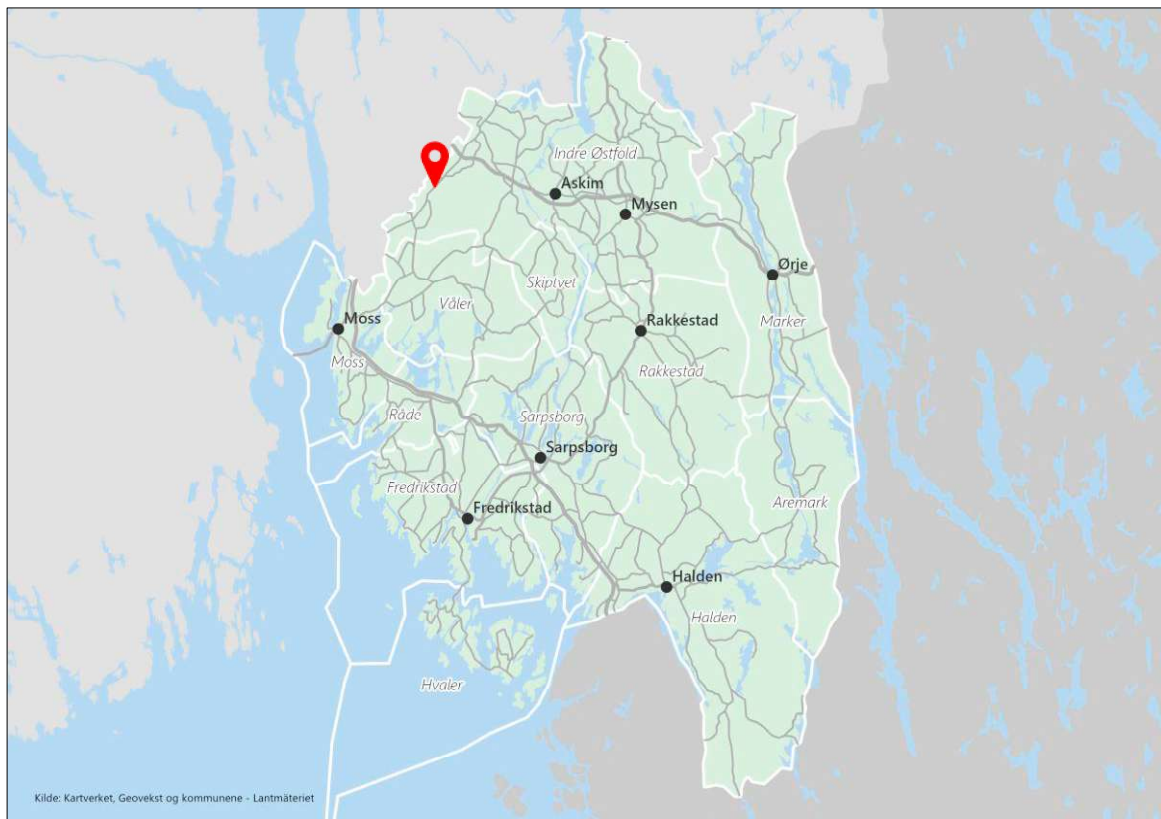 Indre Østfold
Askim
Mysen
Ørje
Skiptvet
Våler
Moss
Moss
Rakkestad
Marker
Rakkestad
Råde
Sarpsborg
Sarpsborg
Fredrikstad
Fredrikstad
Aremark
Halden
Halden
Hvaler
Kilde: Kartverket, Geovekst og kommunene - Lantmäteriet